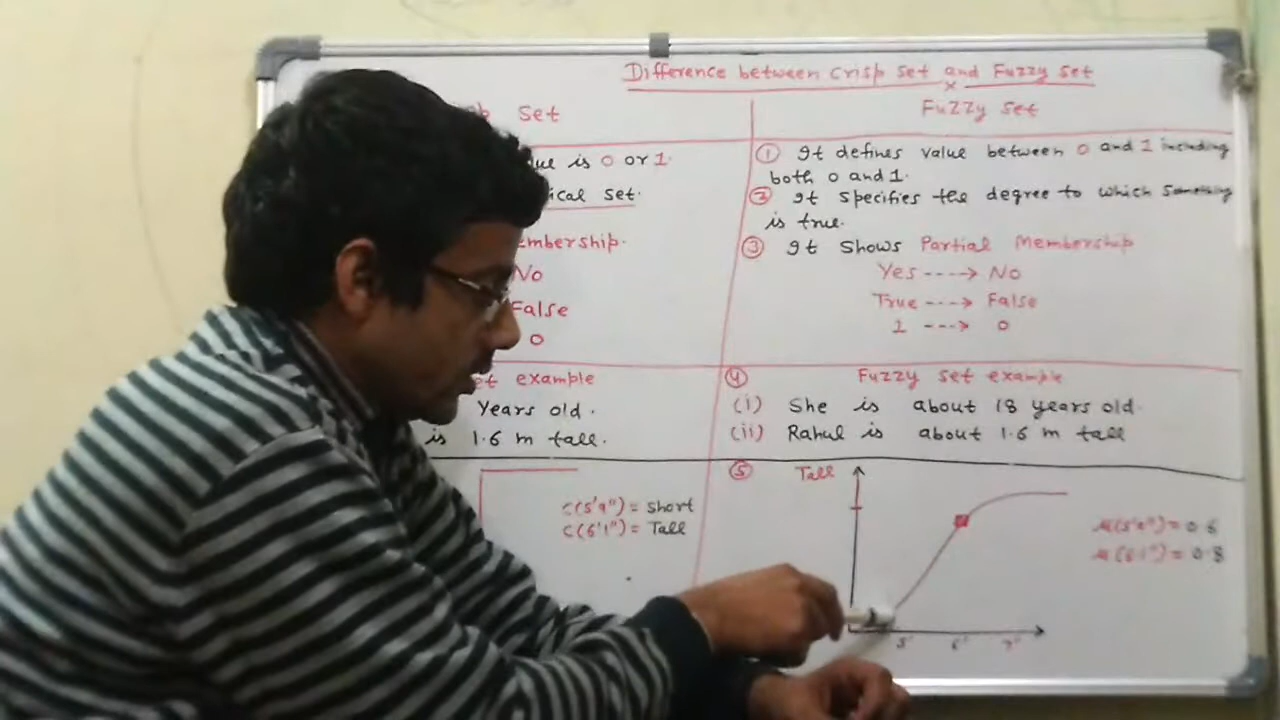 Difference between Crisp set and Fuzzy set
Set
is 0 or 1.
set.
No
False
0
example
Years old.
is 1.6 m tall.
C(5'9") = Short
C(6'1") = Tall
Fuzzy set
① It defines value between 0 and 1 including
both 0 and 1.
② It specifies the degree to which something
is true.
③ It shows Partial Membership
Yes ----> No
True ---> False
1 ---> 0
④ Fuzzy set example
(i) She is about 18 years old.
(ii) Rahul is about 1.6 m tall
⑤ Tall
= 0.6
μ(6'1") = 0.8
5' 6' 7'